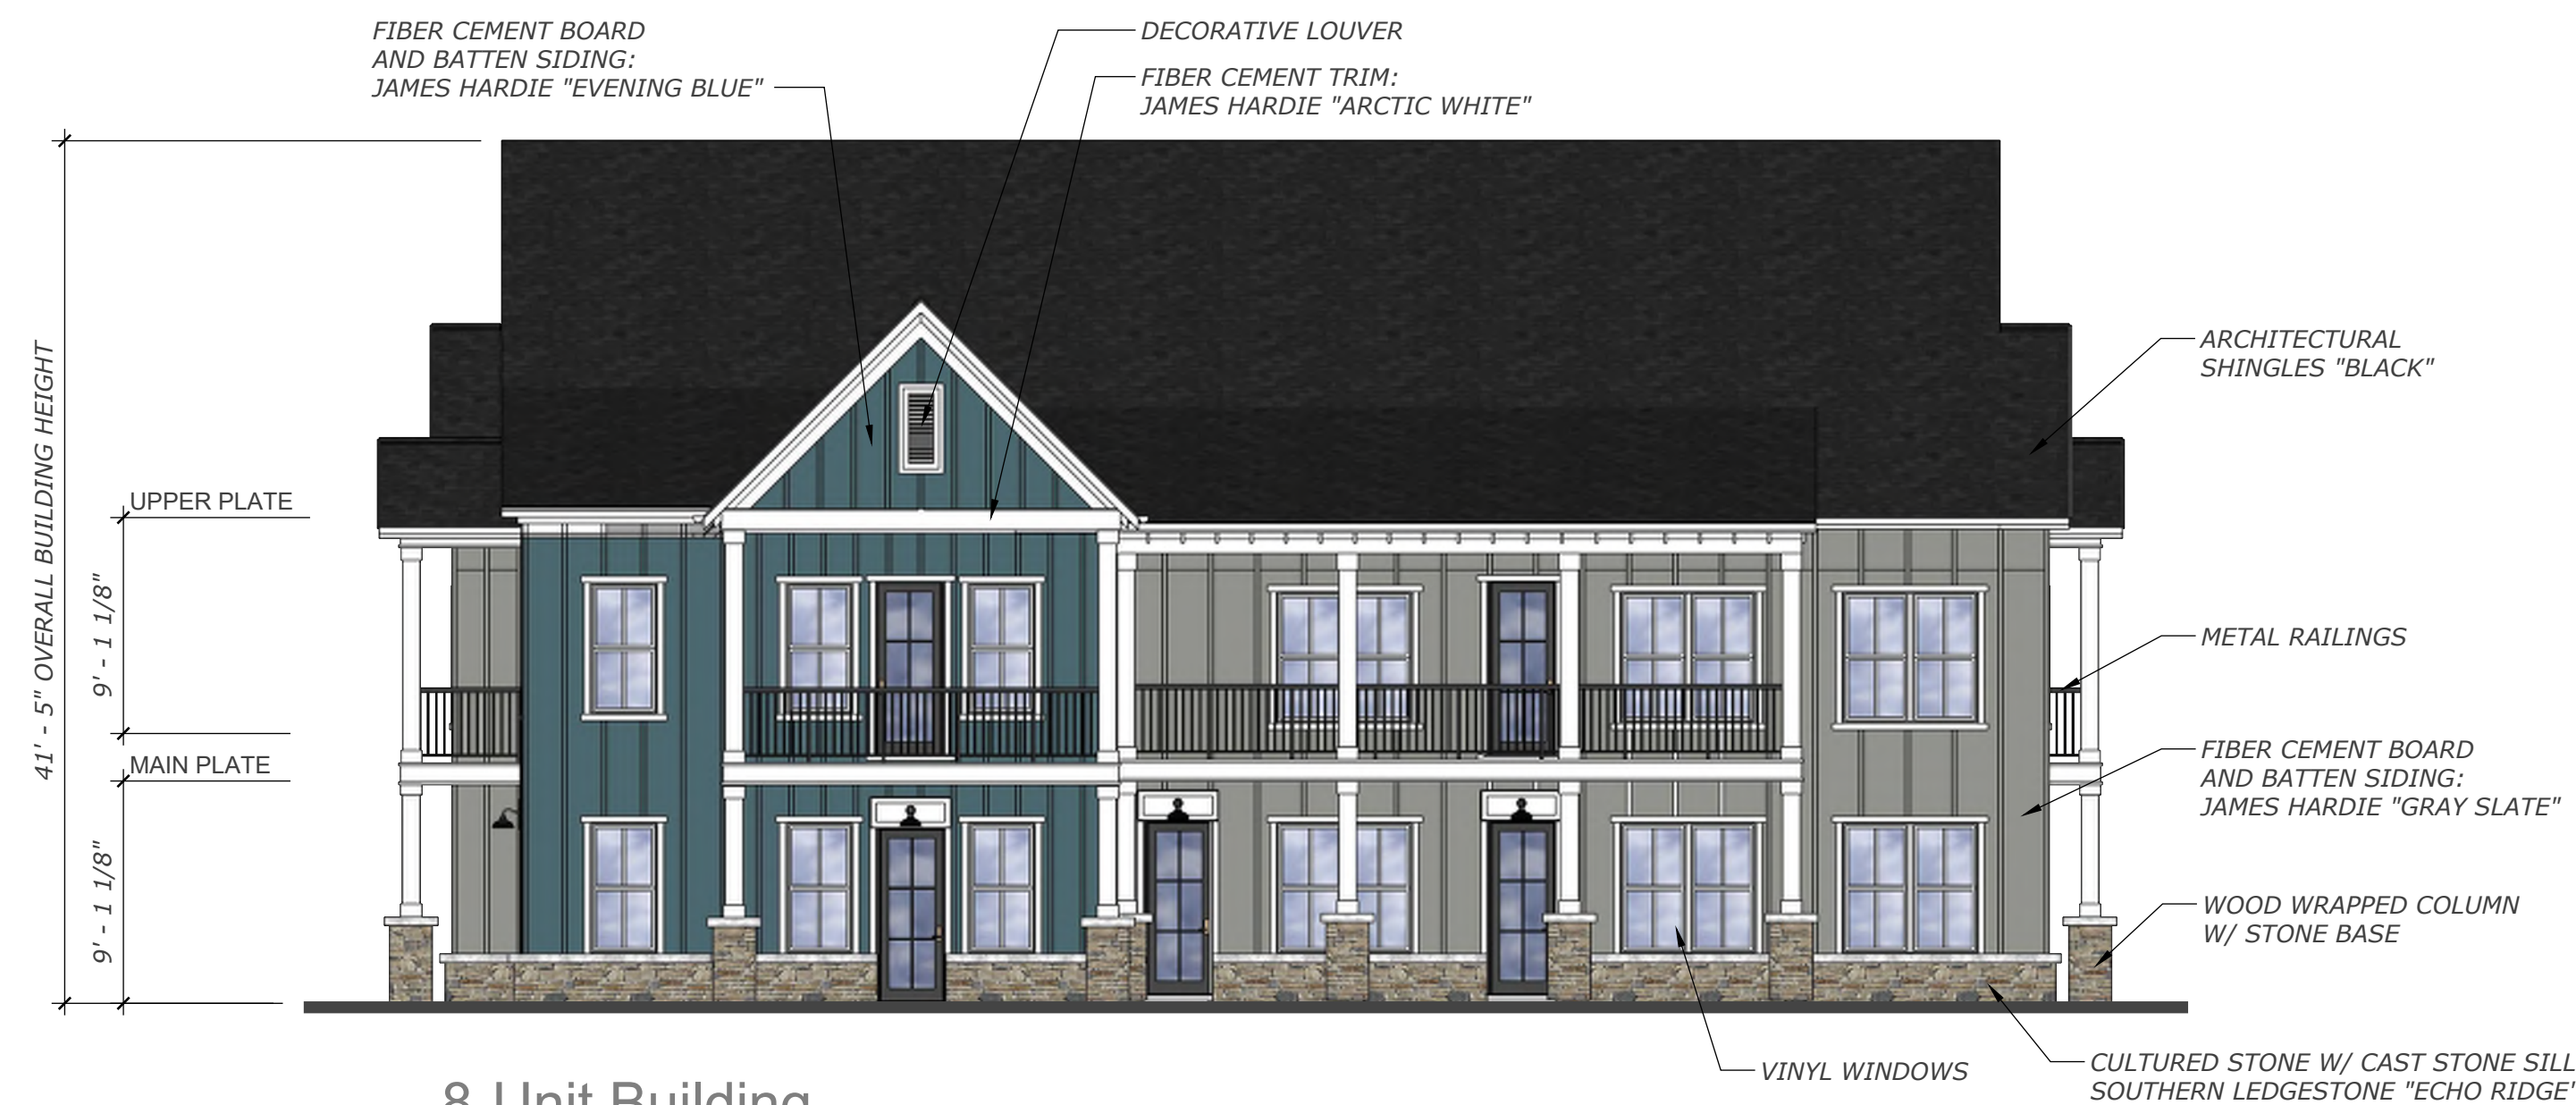 FIBER CEMENT BOARD
AND BATTEN SIDING:
JAMES HARDIE "EVENING BLUE"
DECORATIVE LOUVER
FIBER CEMENT TRIM:
JAMES HARDIE "ARCTIC WHITE"
41' - 5" OVERALL BUILDING HEIGHT
UPPER PLATE
9' - 1 1/8"
MAIN PLATE
9' - 1 1/8"
ARCHITECTURAL
SHINGLES "BLACK"
METAL RAILINGS
FIBER CEMENT BOARD
AND BATTEN SIDING:
JAMES HARDIE "GRAY SLATE"
WOOD WRAPPED COLUMN
W/ STONE BASE
VINYL WINDOWS
CULTURED STONE W/ CAST STONE SILL
SOUTHERN LEDGESTONE "ECHO RIDGE"
8 Unit Building